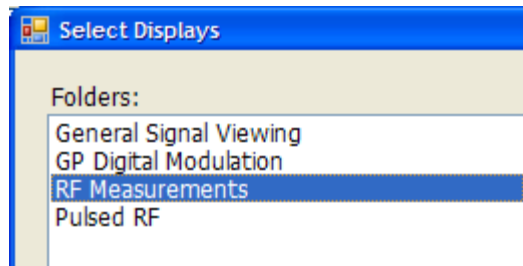 Select Displays
Folders:
General Signal Viewing
GP Digital Modulation
RF Measurements
Pulsed RF